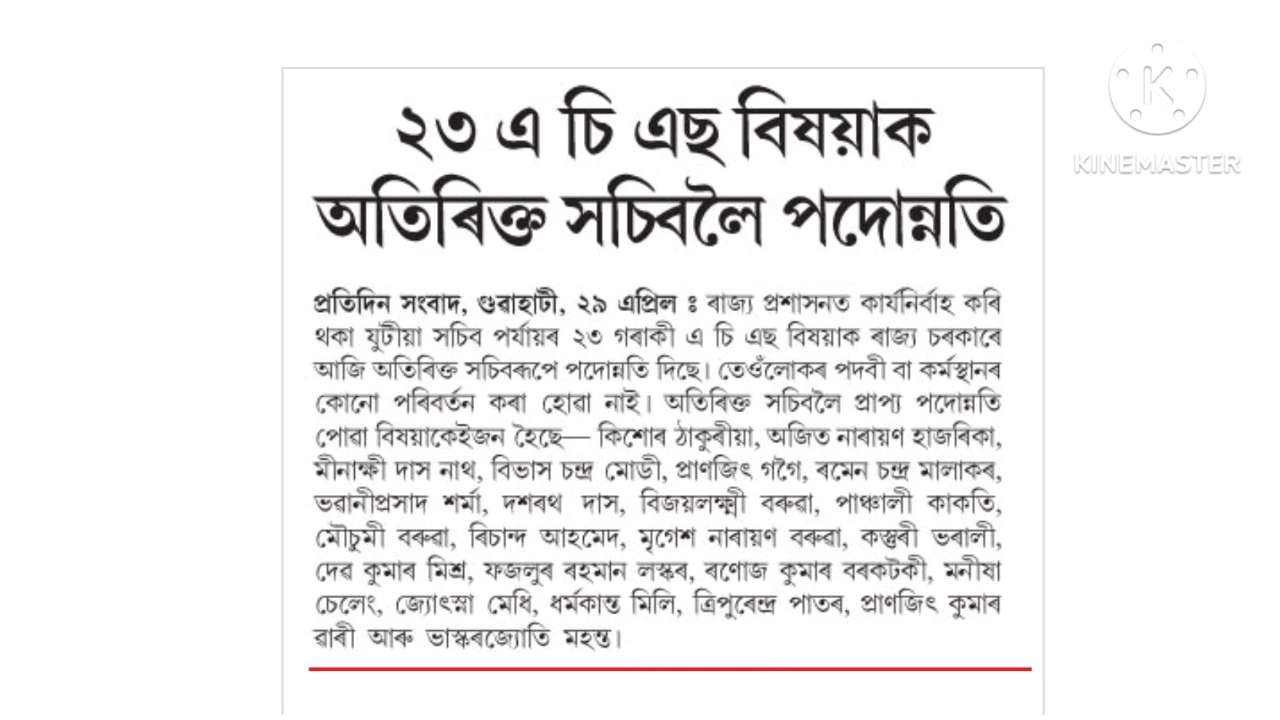 ২৩ এ চি এছ বিষয়াক
অতিৰিক্ত সচিবলৈ পদোন্নতি
প্ৰতিদিন সংবাদ, গুৱাহাটী, ২৯ এপ্ৰিল ঃ ৰাজ্য প্ৰশাসনত কাৰ্যনিৰ্বাহ কৰি
থকা যুটীয়া সচিব পৰ্যায়ৰ ২৩ গৰাকী এ চি এছ বিষয়াক ৰাজ্য চৰকাৰে
আজি অতিৰিক্ত সচিবৰূপে পদোন্নতি দিছে। তেওঁলোকৰ পদবী বা কৰ্মস্থানৰ
কোনো পৰিবৰ্তন কৰা হোৱা নাই। অতিৰিক্ত সচিবলৈ প্ৰাপ্য পদোন্নতি
পোৱা বিষয়াকেইজন হৈছে— কিশোৰ ঠাকুৰীয়া, অজিত নাৰায়ণ হাজৰিকা,
মীনাক্ষী দাস নাথ, বিভাস চন্দ্ৰ মোডী, প্ৰাণজিৎ গগৈ, ৰমেন চন্দ্ৰ মালাকৰ,
ভৱানীপ্ৰসাদ শৰ্মা, দশৰথ দাস, বিজয়লক্ষ্মী বৰুৱা, পাঞ্চালী কাকতি,
মৌচুমী বৰুৱা, ৰিচান্দ আহমেদ, মৃগেশ নাৰায়ণ বৰুৱা, কস্তুৰী ভৰালী,
দেৱ কুমাৰ মিশ্ৰ, ফজলুৰ ৰহমান লস্কৰ, ৰণোজ কুমাৰ বৰকটকী, মনীষা
চেলেং, জ্যোৎস্না মেধি, ধৰ্মকান্ত মিলি, ত্ৰিপুৰেন্দ্ৰ পাতৰ, প্ৰাণজিৎ কুমাৰ
ৱাৰী আৰু ভাস্কৰজ্যোতি মহন্ত।
KINEMASTER